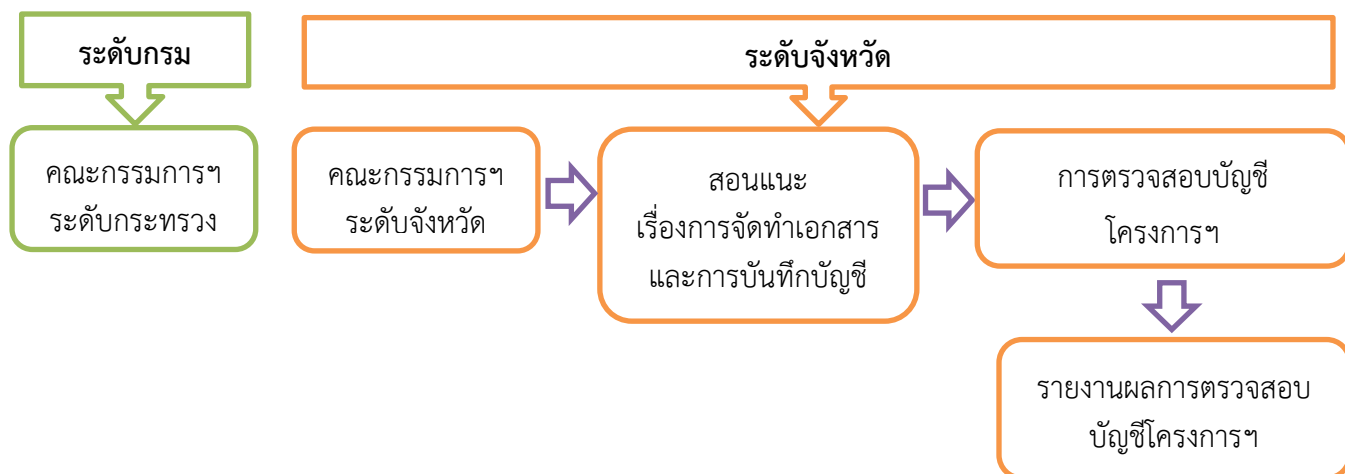 ระดับกรม
ระดับจังหวัด
คณะกรรมการฯ
ระดับกระทรวง
คณะกรรมการฯ
ระดับจังหวัด
สอนแนะ
เรื่องการจัดทำเอกสาร
และการบันทึกบัญชี
การตรวจสอบบัญชี
โครงการฯ
รายงานผลการตรวจสอบ
บัญชีโครงการฯ